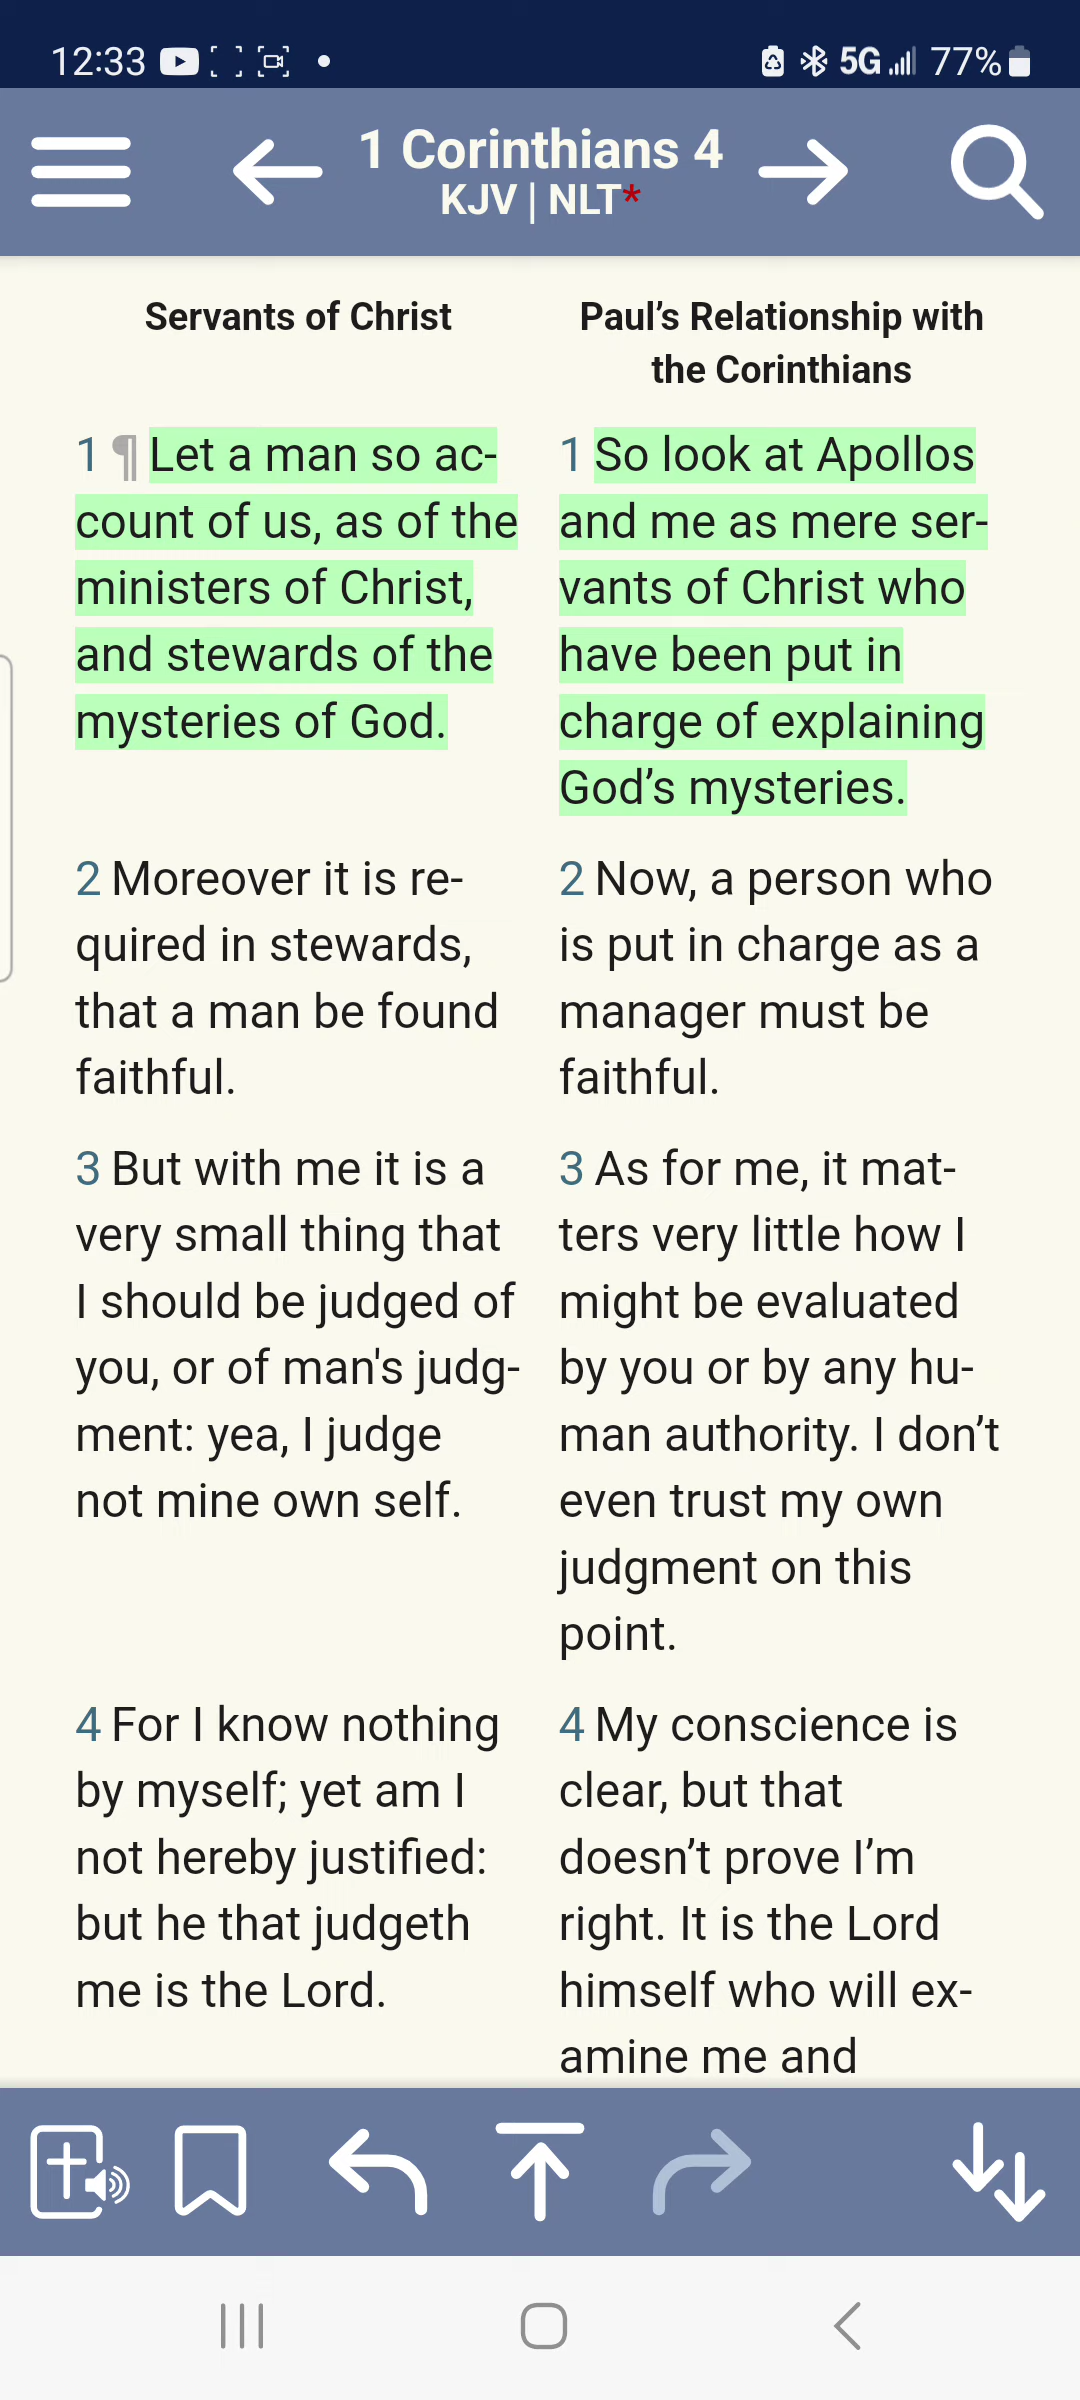 12:33 5G 77%
1 Corinthians 4
KJV | NLT*
Servants of Christ
1 ¶ Let a man so ac-
count of us, as of the
ministers of Christ,
and stewards of the
mysteries of God.
2 Moreover it is re-
quired in stewards,
that a man be found
faithful.
3 But with me it is a
very small thing that
I should be judged of
you, or of man's judg-
ment: yea, I judge
not mine own self.
4 For I know nothing
by myself; yet am I
not hereby justified:
but he that judgeth
me is the Lord.
Paul’s Relationship with
the Corinthians
1 So look at Apollos
and me as mere ser-
vants of Christ who
have been put in
charge of explaining
God’s mysteries.
2 Now, a person who
is put in charge as a
manager must be
faithful.
3 As for me, it mat-
ters very little how I
might be evaluated
by you or by any hu-
man authority. I don’t
even trust my own
judgment on this
point.
4 My conscience is
clear, but that
doesn’t prove I’m
right. It is the Lord
himself who will ex-
amine me and